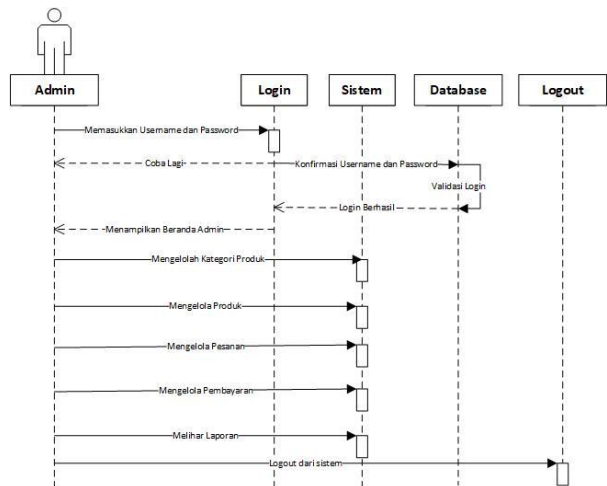 Admin
Login
Sistem
Database
Logout
Memasukkan Username dan Password
Coba Lagi
Konfirmasi Username dan Password
Validasi Login
Login Berhasil
Menampilkan Beranda Admin
Mengelolah Kategori Produk
Mengelola Produk
Mengelola Pesanan
Mengelola Pembayaran
Melihar Laporan
Logout dari sistem